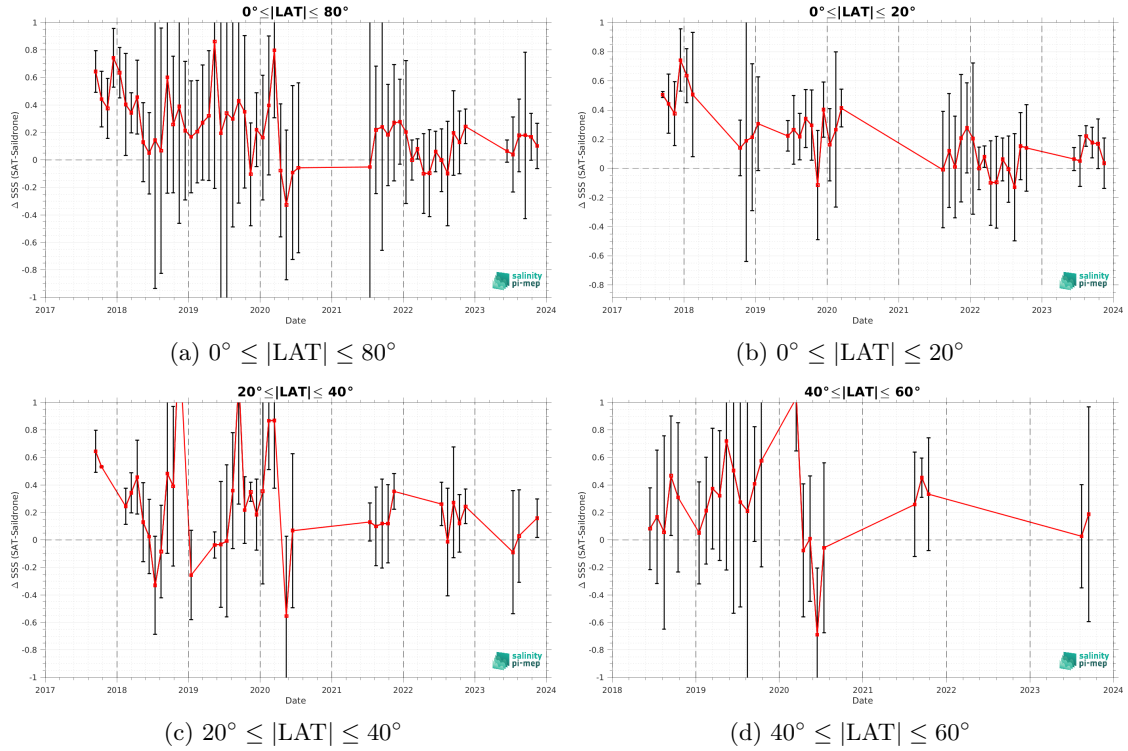 0°≤|LAT|≤ 80°
Δ SSS (SAT-Saildrone)
1
0.8
0.6
0.4
0.2
0
-0.2
-0.4
-0.6
-0.8
-1
2017 2018 2019 2020 2021 2022 2023 2024
Date
salinity
pi-mep
(a) 0° ≤ |LAT| ≤ 80°
0°≤|LAT|≤ 20°
Δ SSS (SAT-Saildrone)
1
0.8
0.6
0.4
0.2
0
-0.2
-0.4
-0.6
-0.8
2017 2018 2019 2020 2021 2022 2023 2024
Date
salinity
pi-mep
(b) 0° ≤ |LAT| ≤ 20°
20°≤|LAT|≤ 40°
Δ SSS (SAT-Saildrone)
1
0.8
0.6
0.4
0.2
0
-0.2
-0.4
-0.6
-0.8
-1
2017 2018 2019 2020 2021 2022 2023 2024
Date
salinity
pi-mep
(c) 20° ≤ |LAT| ≤ 40°
40°≤|LAT|≤ 60°
Δ SSS (SAT-Saildrone)
1
0.8
0.6
0.4
0.2
0
-0.2
-0.4
-0.6
-0.8
-1
2018 2019 2020 2021 2022 2023 2024
Date
salinity
pi-mep
(d) 40° ≤ |LAT| ≤ 60°